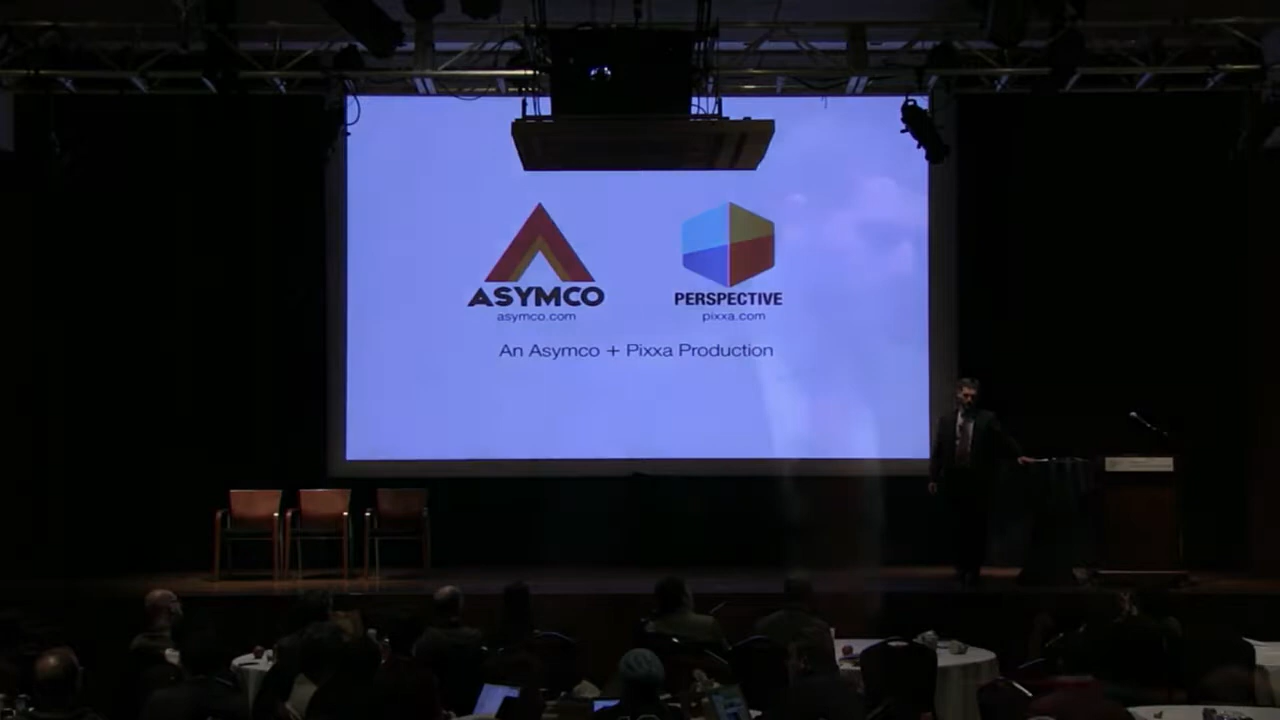 ASYMCO
asymco.com
PERSPECTIVE
pixxa.com
An Asymco + Pixxa Production